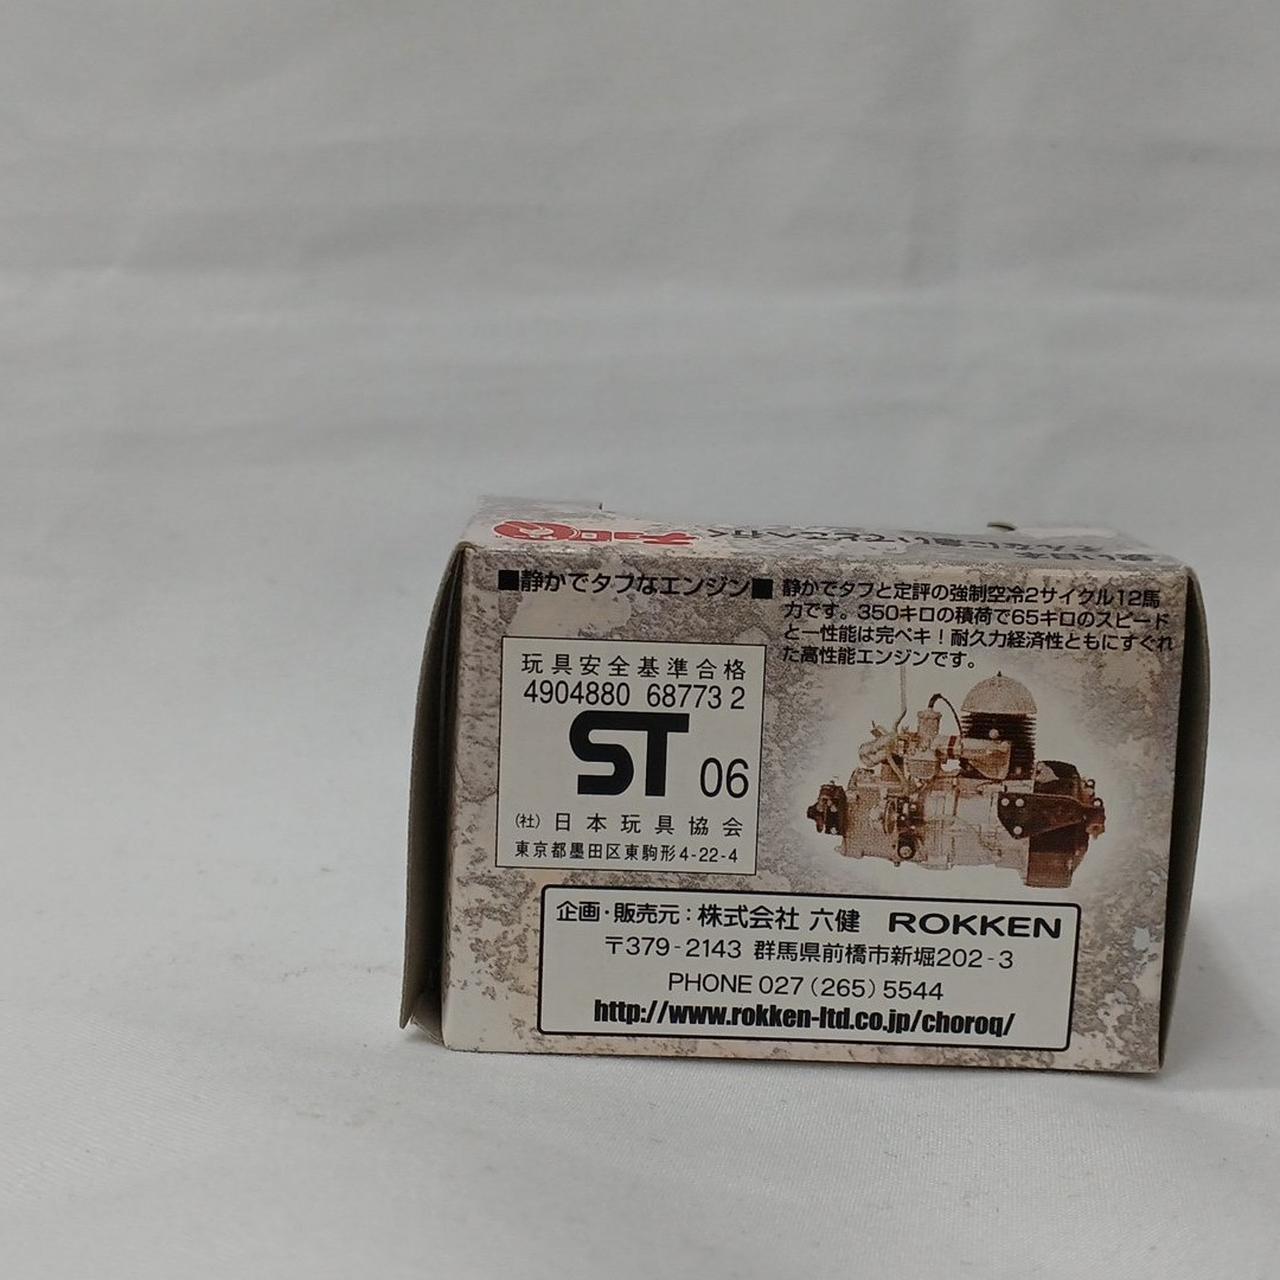 チョロQ
■静かでタフなエンジン■
静かでタフと定評の強制空冷2サイクル12馬
力です。350キロの積荷で65キロのスピード
と一性能は完ペキ！耐久力経済性ともにすぐれ
た高性能エンジンです。
玩具安全基準合格
4904880 68773 2
ST 06
(社) 日本玩具協会
東京都墨田区東駒形4-22-4
企画・販売元：株式会社 六健 ROKKEN
〒379-2143 群馬県前橋市新堀202-3
PHONE 027(265)5544
http://www.rokken-ltd.co.jp/choroq/